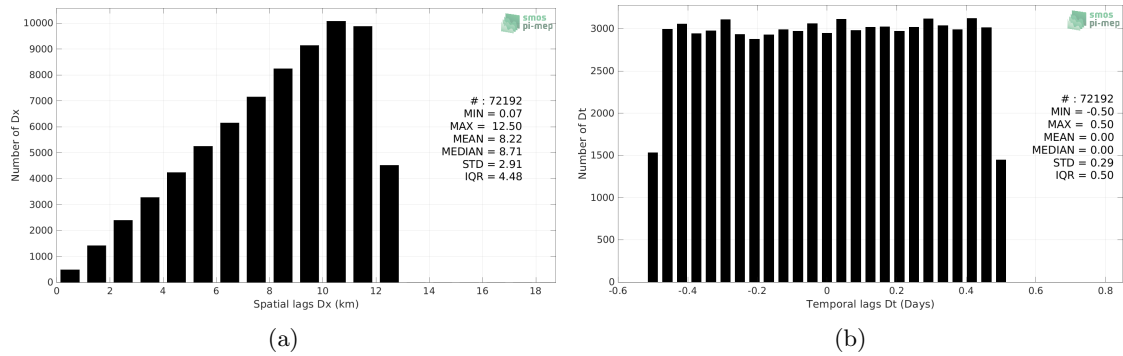 10000
9000
8000
7000
6000
5000
4000
3000
2000
1000
0
Number of Dx
smos
pi-mep
# : 72192
MIN = 0.07
MAX = 12.50
MEAN = 8.22
MEDIAN = 8.71
STD = 2.91
IQR = 4.48
0 2 4 6 8 10 12 14 16 18
Spatial lags Dx (km)
(a)
3000
2500
2000
1500
1000
500
0
Number of Dt
smos
pi-mep
# : 72192
MIN = -0.50
MAX = 0.50
MEAN = 0.00
MEDIAN = 0.00
STD = 0.29
IQR = 0.50
-0.6 -0.4 -0.2 0 0.2 0.4 0.6 0.8
Temporal lags Dt (Days)
(b)